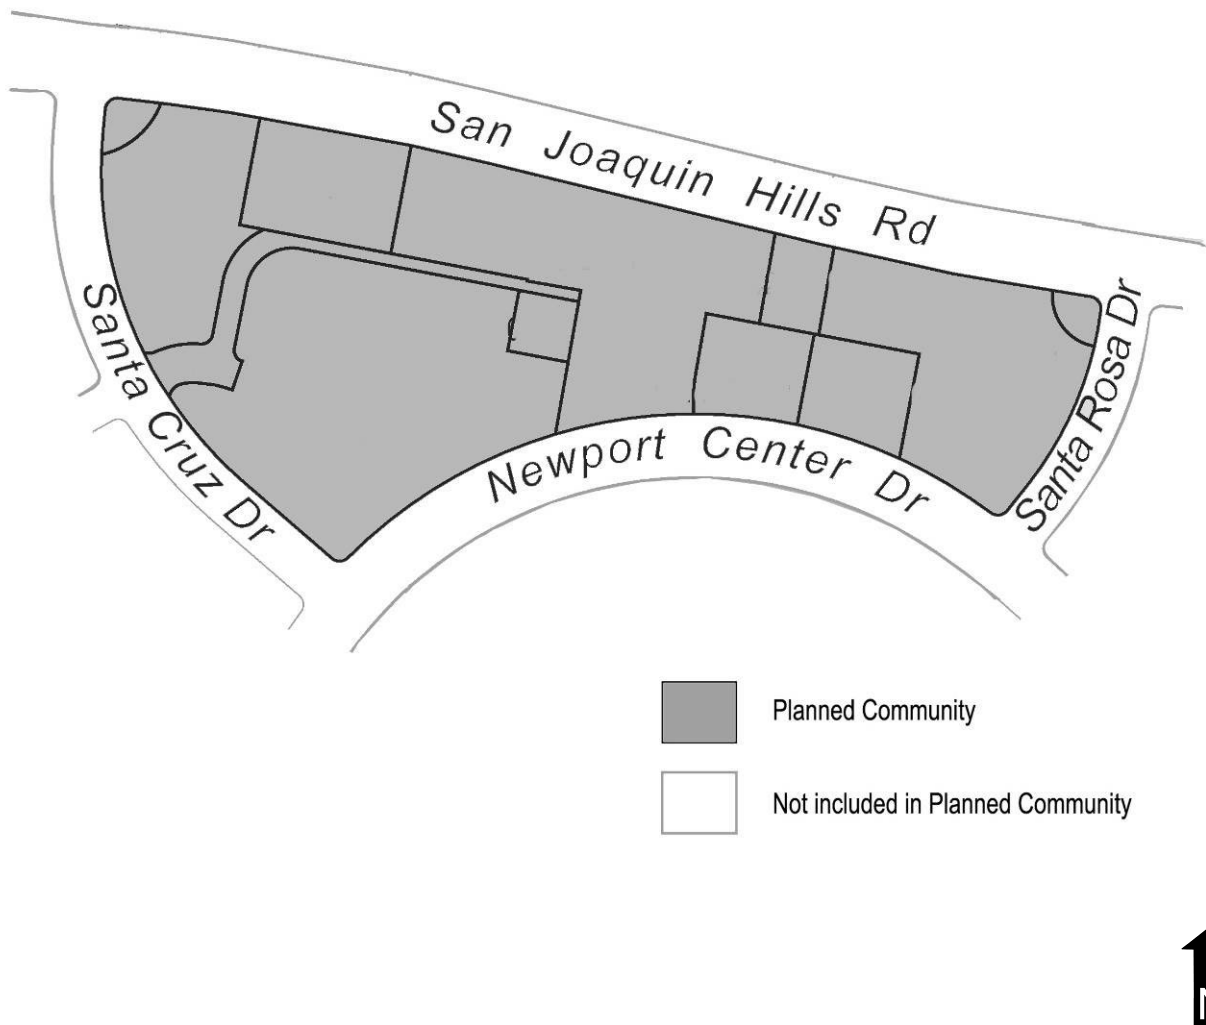 San Joaquin Hills Rd
Santa Cruz Dr
Newport Center Dr
Santa Rosa Dr
Planned Community
Not included in Planned Community